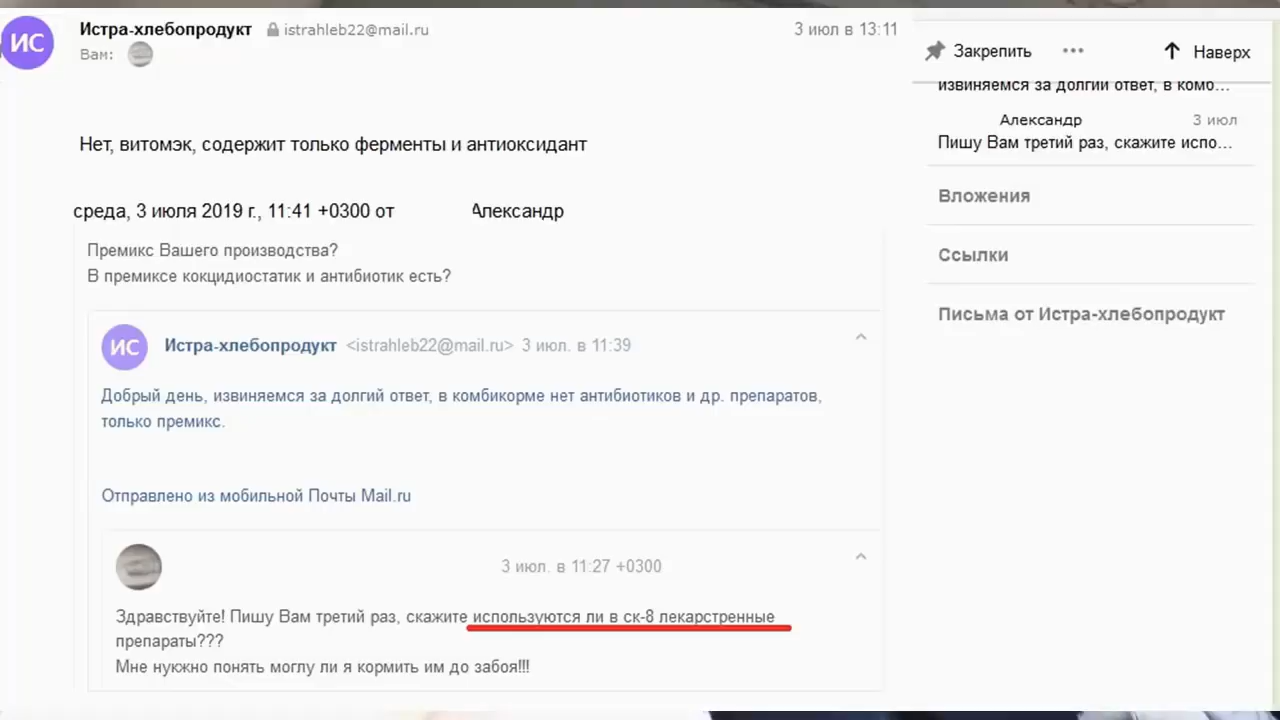 ИС
Истра-хлебопродукт istrahleb22@mail.ru
3 июл в 13:11
Вам:
Нет, витомэк, содержит только ферменты и антиоксидант
среда, 3 июля 2019 г., 11:41 +0300 от Александр
Премикс Вашего производства?
В премиксе кокцидиостатик и антибиотик есть?
ИС
Истра-хлебопродукт <istrahleb22@mail.ru> 3 июл. в 11:39
Добрый день, извиняемся за долгий ответ, в комбикорме нет антибиотиков и др. препаратов,
только премикс.
Отправлено из мобильной Почты Mail.ru
3 июл. в 11:27 +0300
Здравствуйте! Пишу Вам третий раз, скажите используются ли в ск-8 лекарстренные
препараты???
Мне нукжно понять моглу ли я кормить им до забоя!!!
Закрепить ••• Наверх
извиняемся за долгий ответ, в комбо...
Александр 3 июл
Пишу Вам третий раз, скажите испо...
Вложения
Ссылки
Письма от Истра-хлебопродукт